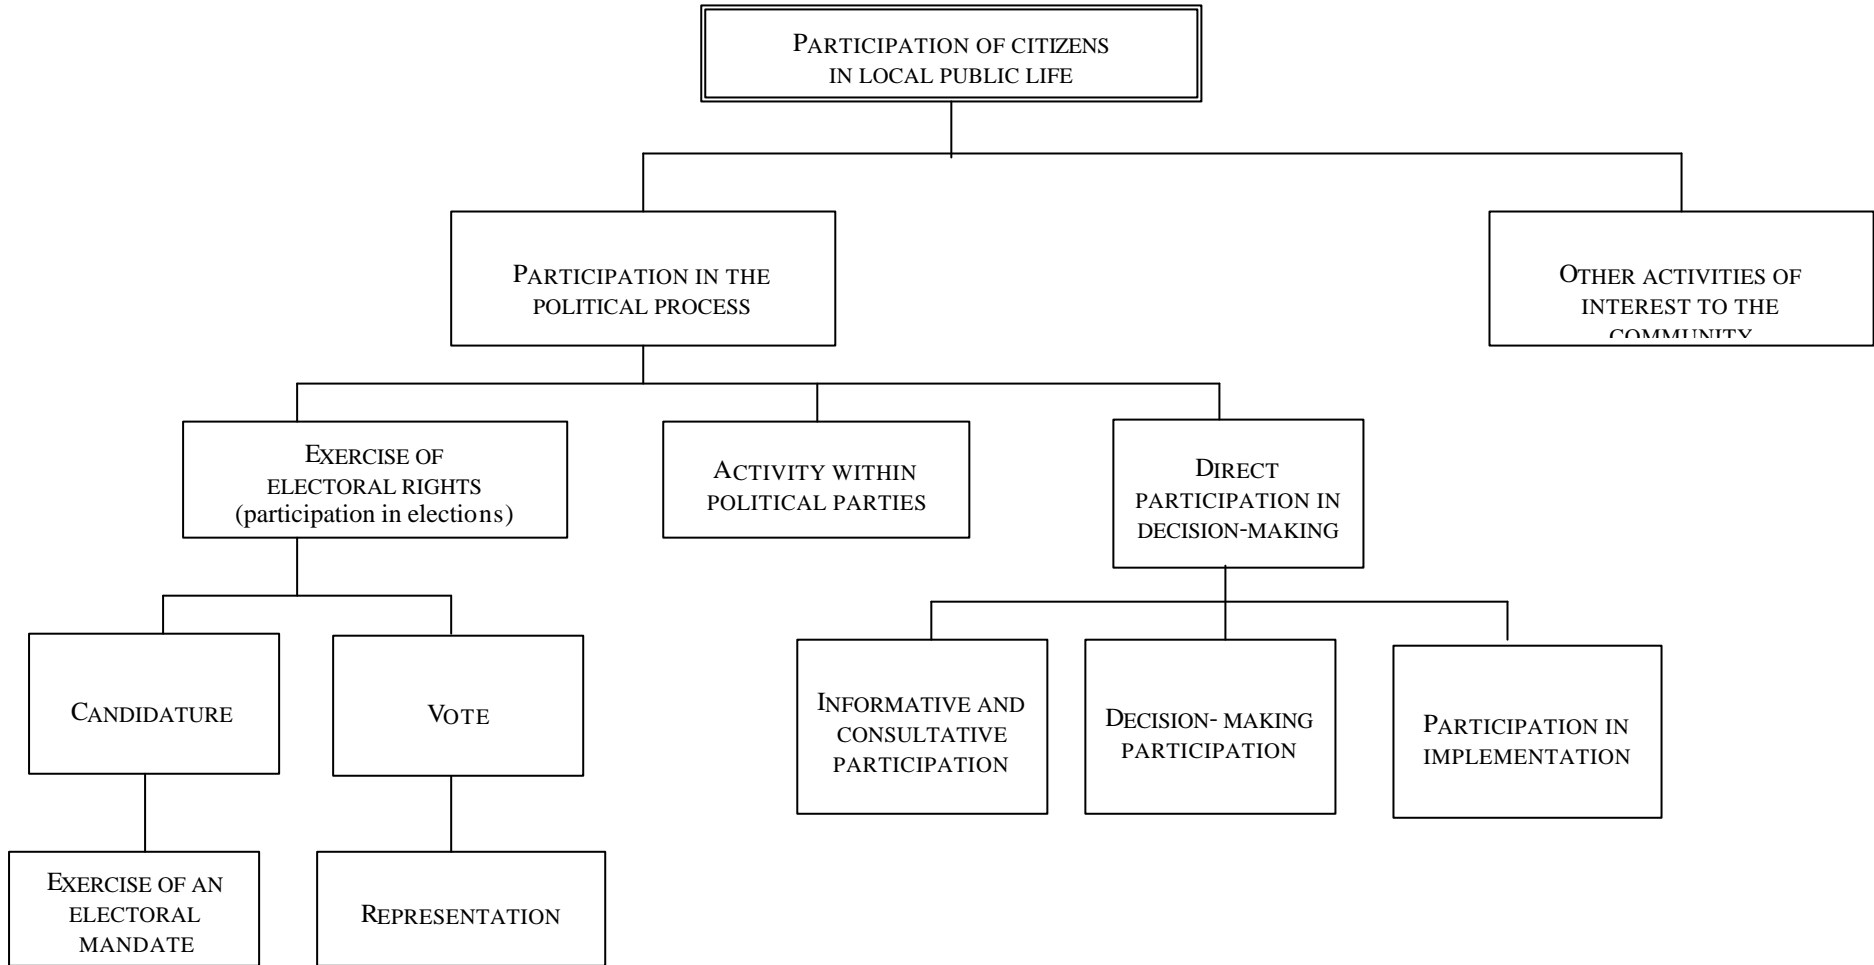 PARTICIPATION OF CITIZENS
IN LOCAL PUBLIC LIFE
PARTICIPATION IN THE
POLITICAL PROCESS
OTHER ACTIVITIES OF
INTEREST TO THE
COMMUNITY
EXERCISE OF
ELECTORAL RIGHTS
(participation in elections)
ACTIVITY WITHIN
POLITICAL PARTIES
DIRECT
PARTICIPATION IN
DECISION-MAKING
CANDIDATURE
VOTE
INFORMATIVE AND
CONSULTATIVE
PARTICIPATION
DECISION- MAKING
PARTICIPATION
PARTICIPATION IN
IMPLEMENTATION
EXERCISE OF AN
ELECTORAL
MANDATE
REPRESENTATION